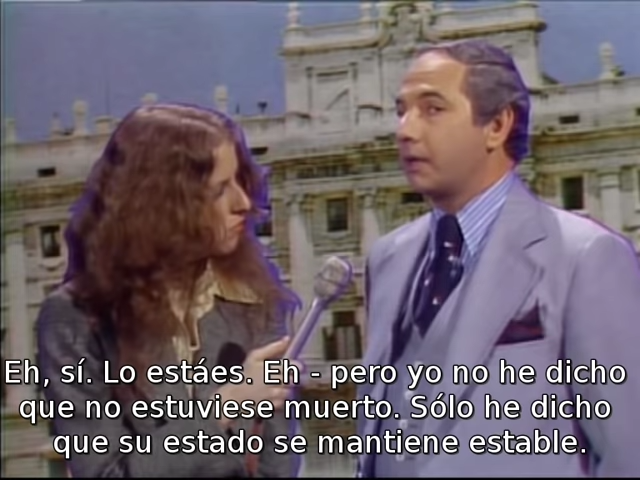 Eh, sí. Lo estáes. Eh - pero yo no he dicho
que no estuviese muerto. Sólo he dicho
que su estado se mantiene estable.